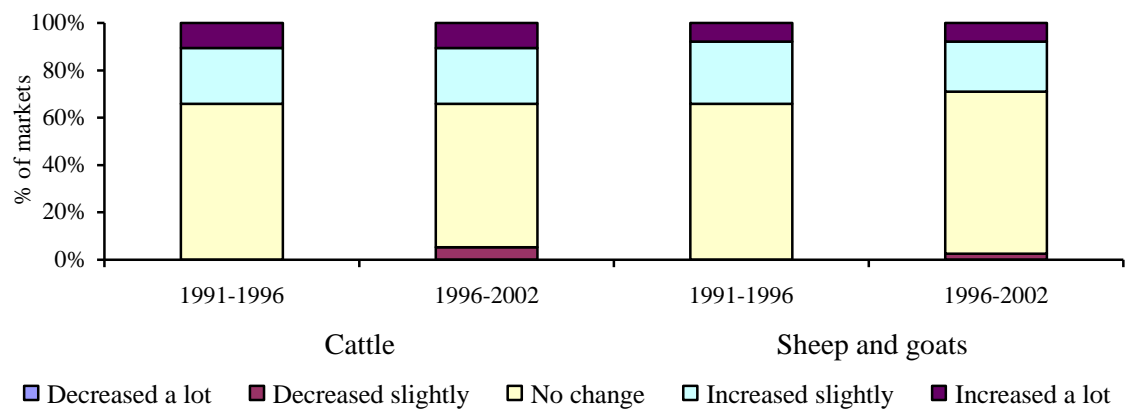 100%
80%
60%
40%
20%
0%
% of markets
1991-1996 1996-2002 1991-1996 1996-2002
Cattle Sheep and goats
Decreased a lot Decreased slightly No change Increased slightly Increased a lot